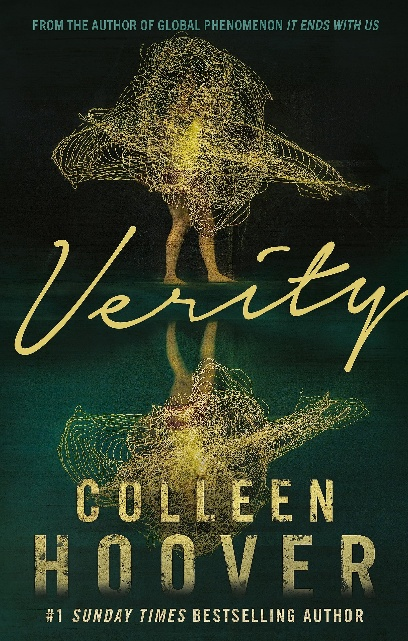 FROM THE AUTHOR OF GLOBAL PHENOMENON IT ENDS WITH US
Verity
COLLEEN
HOOVER
#1 SUNDAY TIMES BESTSELLING AUTHOR